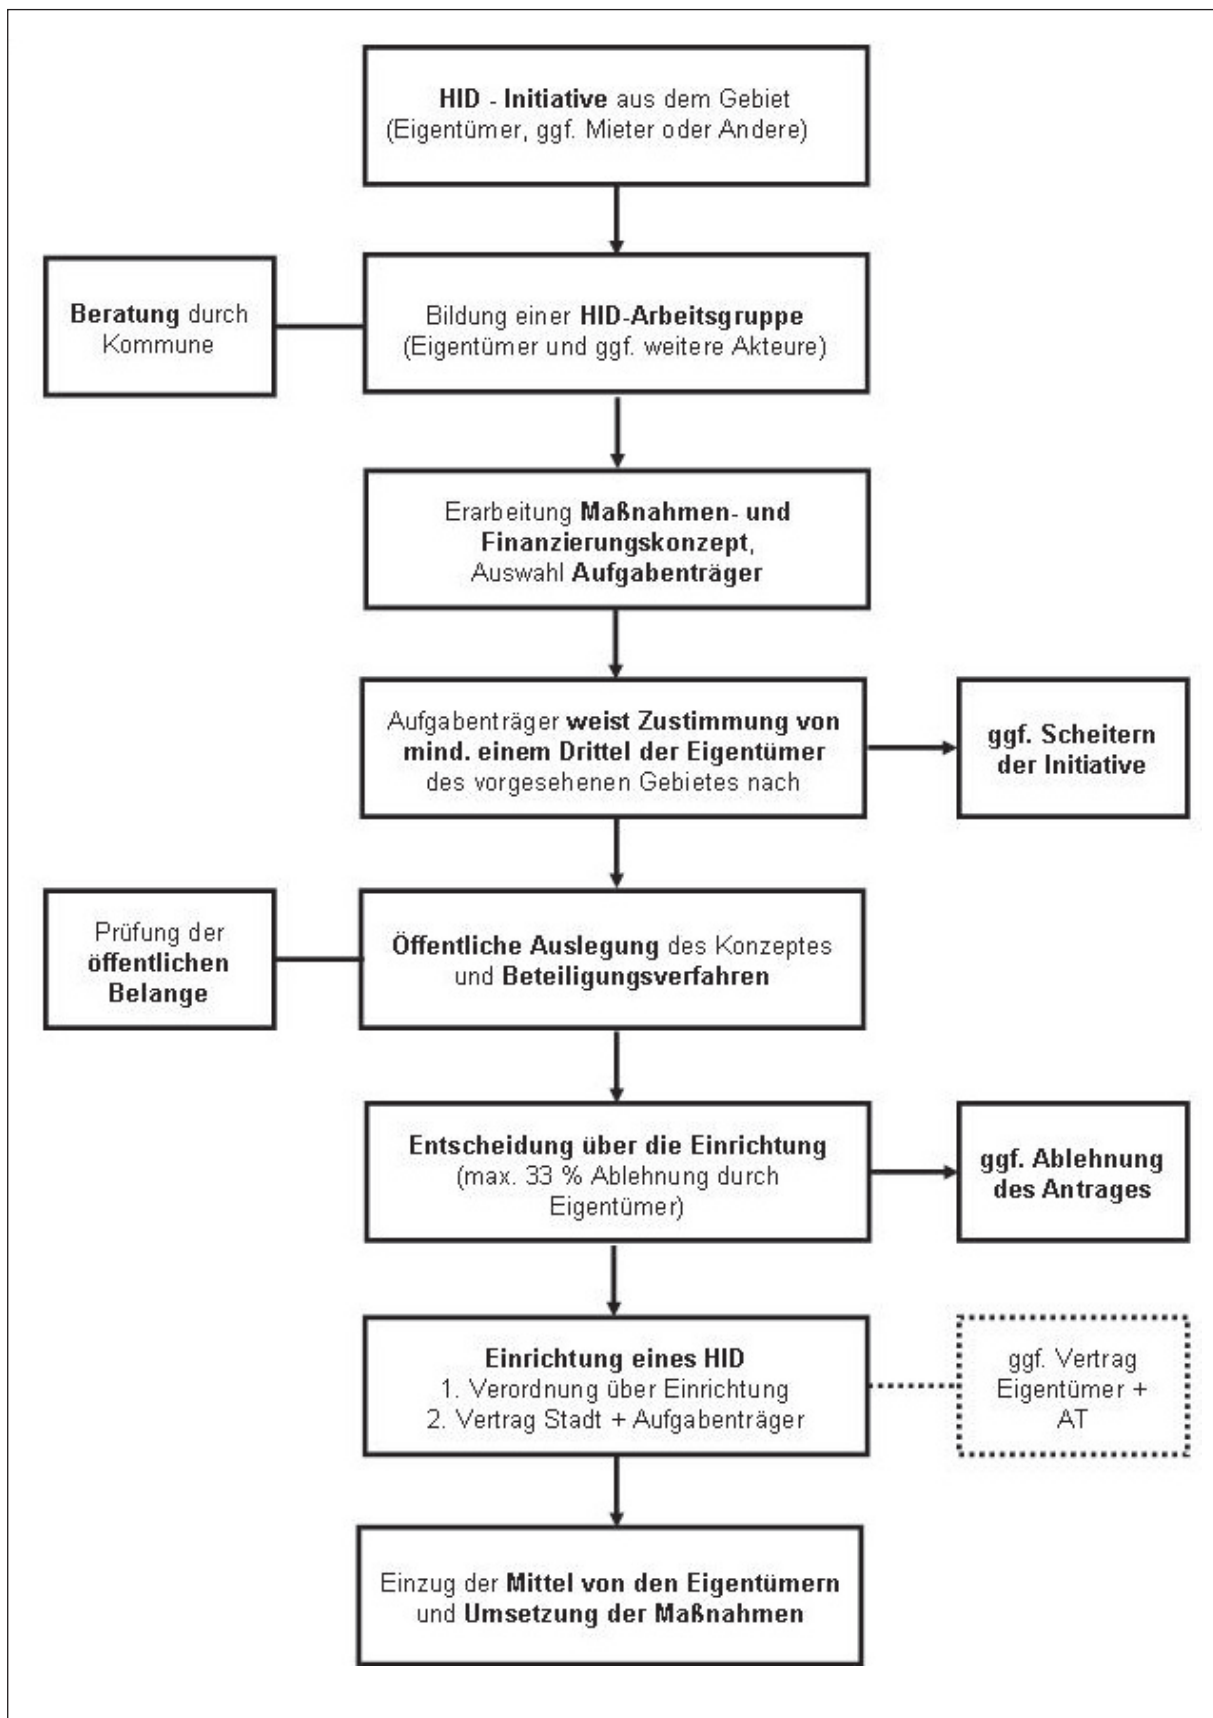 HID - Initiative aus dem Gebiet
(Eigentümer, ggf. Mieter oder Andere)
Beratung durch
Kommune
Bildung einer HID-Arbeitsgruppe
(Eigentümer und ggf. weitere Akteure)
Erarbeitung Maßnahmen- und
Finanzierungskonzept,
Auswahl Aufgabenträger
Aufgabenträger weist Zustimmung von
mind. einem Drittel der Eigentümer
des vorgesehenen Gebietes nach
ggf. Scheitern
der Initiative
Prüfung der
öffentlichen
Belange
Öffentliche Auslegung des Konzeptes
und Beteiligungsverfahren
Entscheidung über die Einrichtung
(max. 33 % Ablehnung durch
Eigentümer)
ggf. Ablehnung
des Antrages
Einrichtung eines HID
1. Verordnung über Einrichtung
2. Vertrag Stadt + Aufgabenträger
ggf. Vertrag
Eigentümer +
AT
Einzug der Mittel von den Eigentümern
und Umsetzung der Maßnahmen